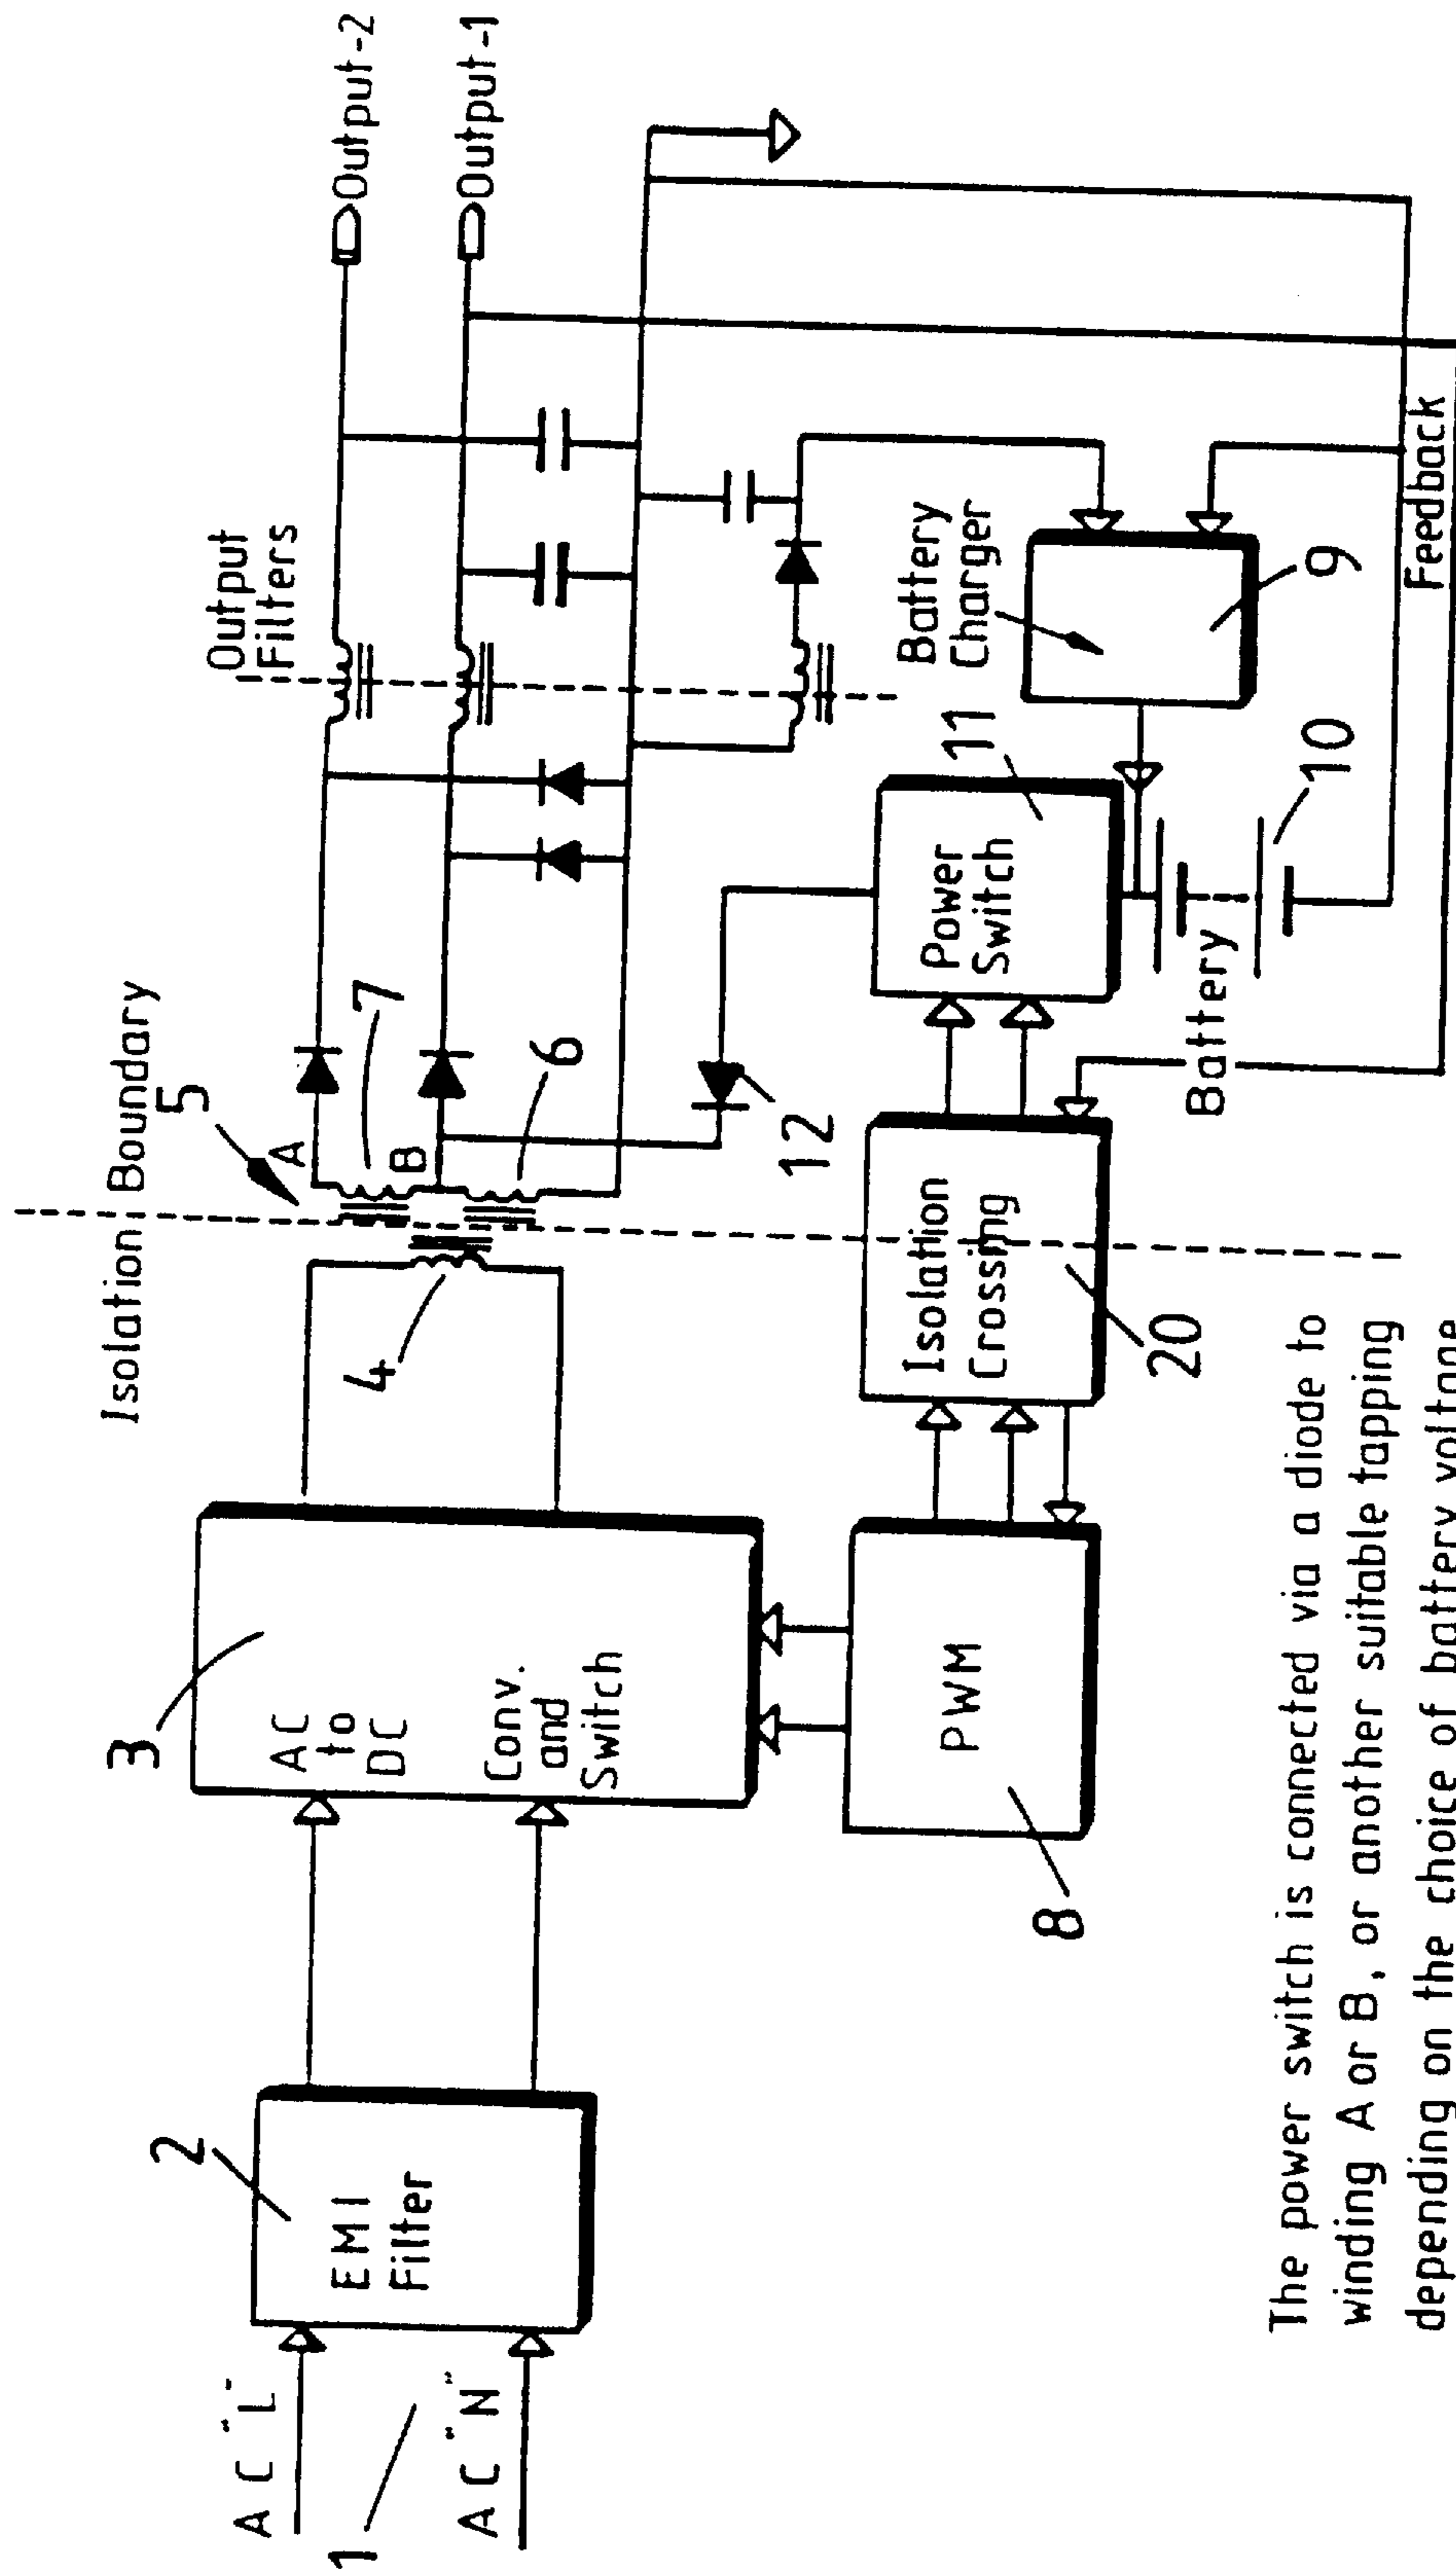 AC "L"
1
AC "N"
2
EMI
Filter
3
AC
to
DC
Conv.
and
Switch
Isolation Boundary
5
4
A
7
B
6
Output
Filters
Output-2
Output-1
PWM
8
Isolation
Crossing
20
12
Power
Switch
11
Battery
Charger
9
Battery
10
Feedback
The power switch is connected via a diode to
winding A or B, or another suitable tapping
depending on the choice of battery voltage